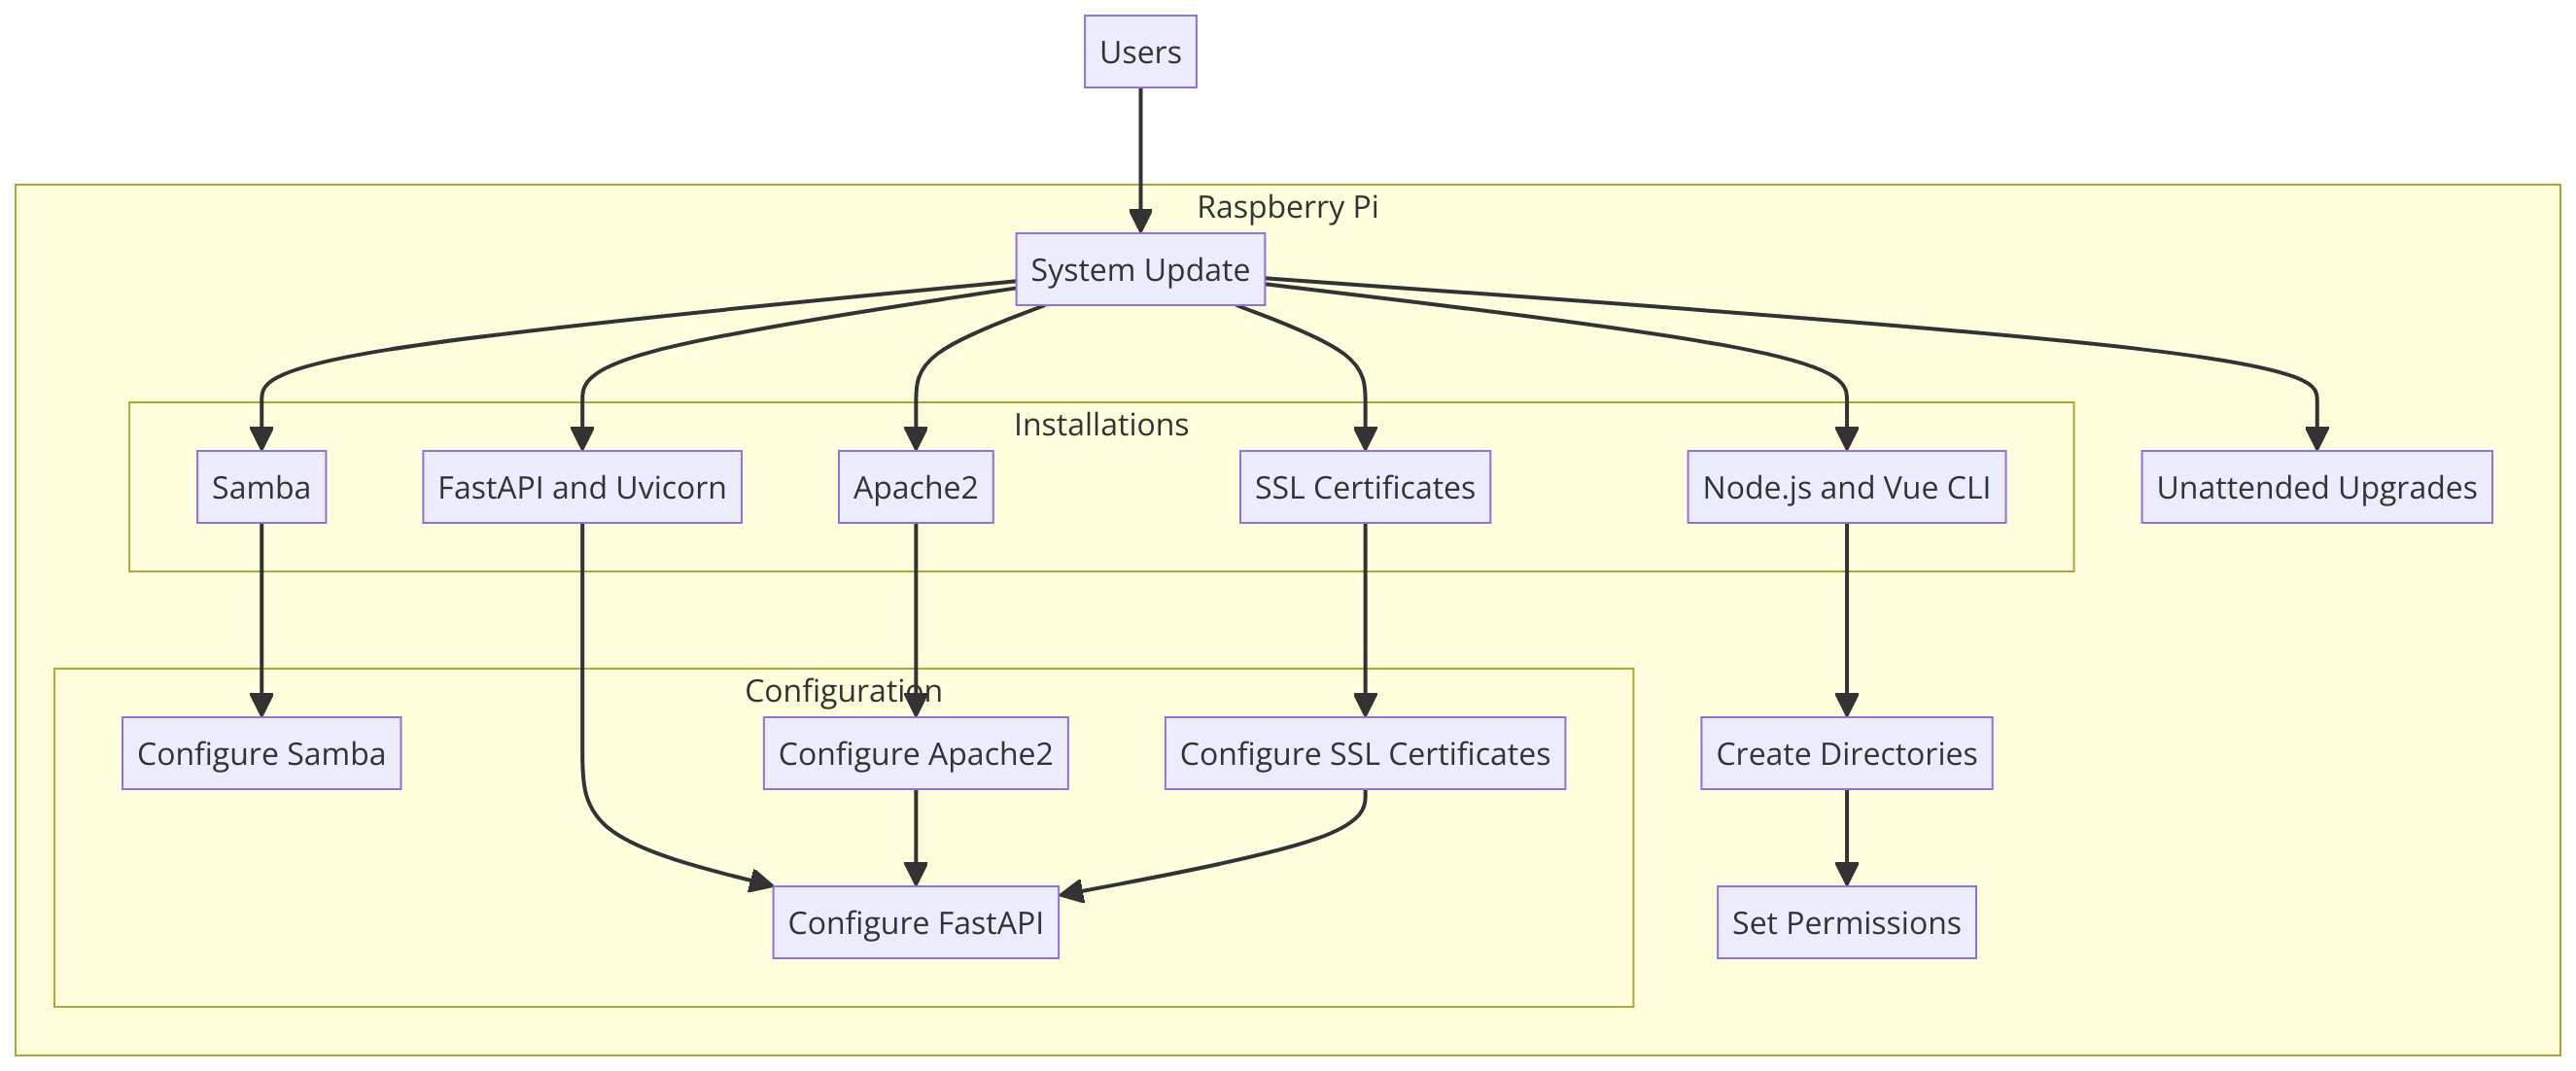 Users
Raspberry Pi
System Update
Installations
Samba
FastAPI and Uvicorn
Apache2
SSL Certificates
Node.js and Vue CLI
Unattended Upgrades
Configuration
Configure Samba
Configure Apache2
Configure SSL Certificates
Create Directories
Configure FastAPI
Set Permissions